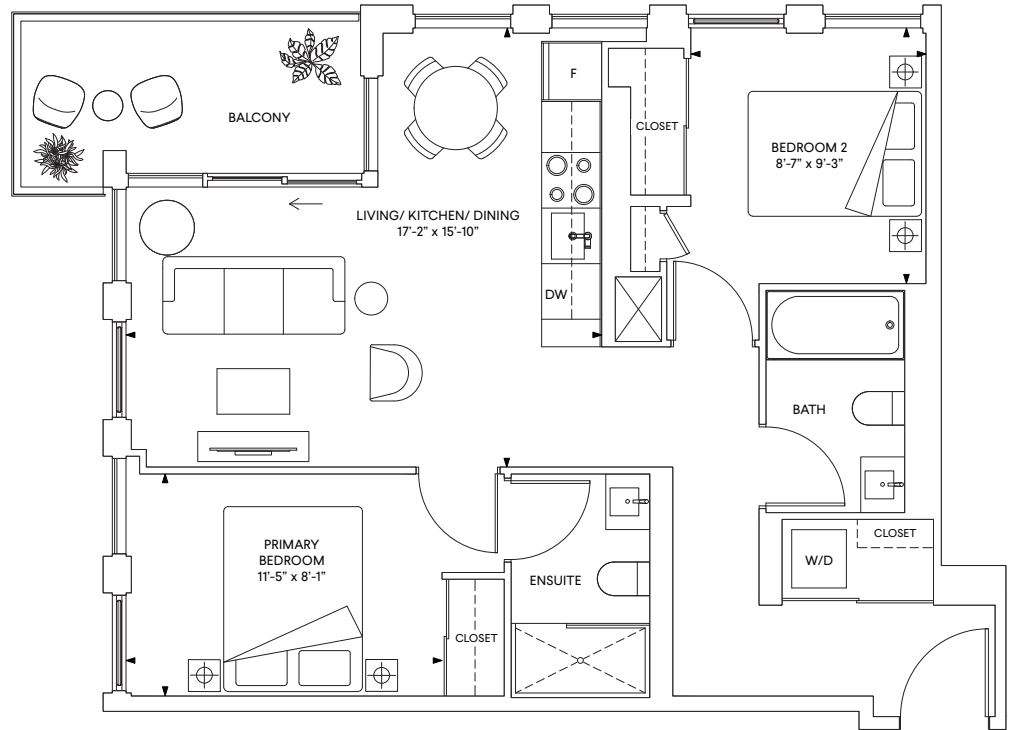 F
BALCONY
CLOSET
BEDROOM 2
8'-7" x 9'-3"
LIVING/ KITCHEN/ DINING
17'-2" x 15'-10"
DW
BATH
PRIMARY
BEDROOM
11'-5" x 8'-1"
ENSUITE
CLOSET
W/D
CLOSET